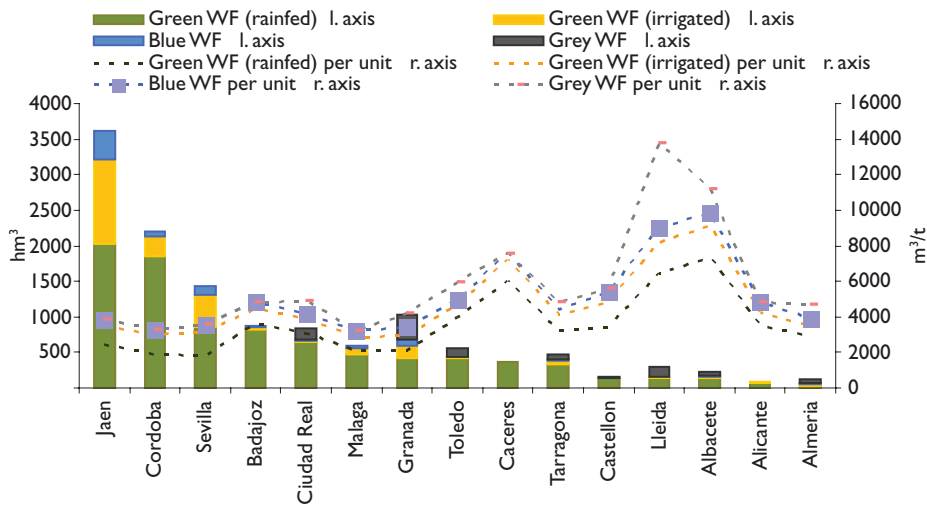 Green WF (rainfed) l. axis Green WF (irrigated) l. axis
Blue WF l. axis Grey WF l. axis
Green WF (rainfed) per unit r. axis Green WF (irrigated) per unit r. axis
Blue WF per unit r. axis Grey WF per unit r. axis
4000 16000
3500 14000
3000 12000
2500 10000
2000 8000
1500 6000
1000 4000
500 2000
0
hm³
m³/t
Jaen
Cordoba
Sevilla
Badajoz
Ciudad Real
Malaga
Granada
Toledo
Caceres
Tarragona
Castellon
Lleida
Albacete
Alicante
Almeria